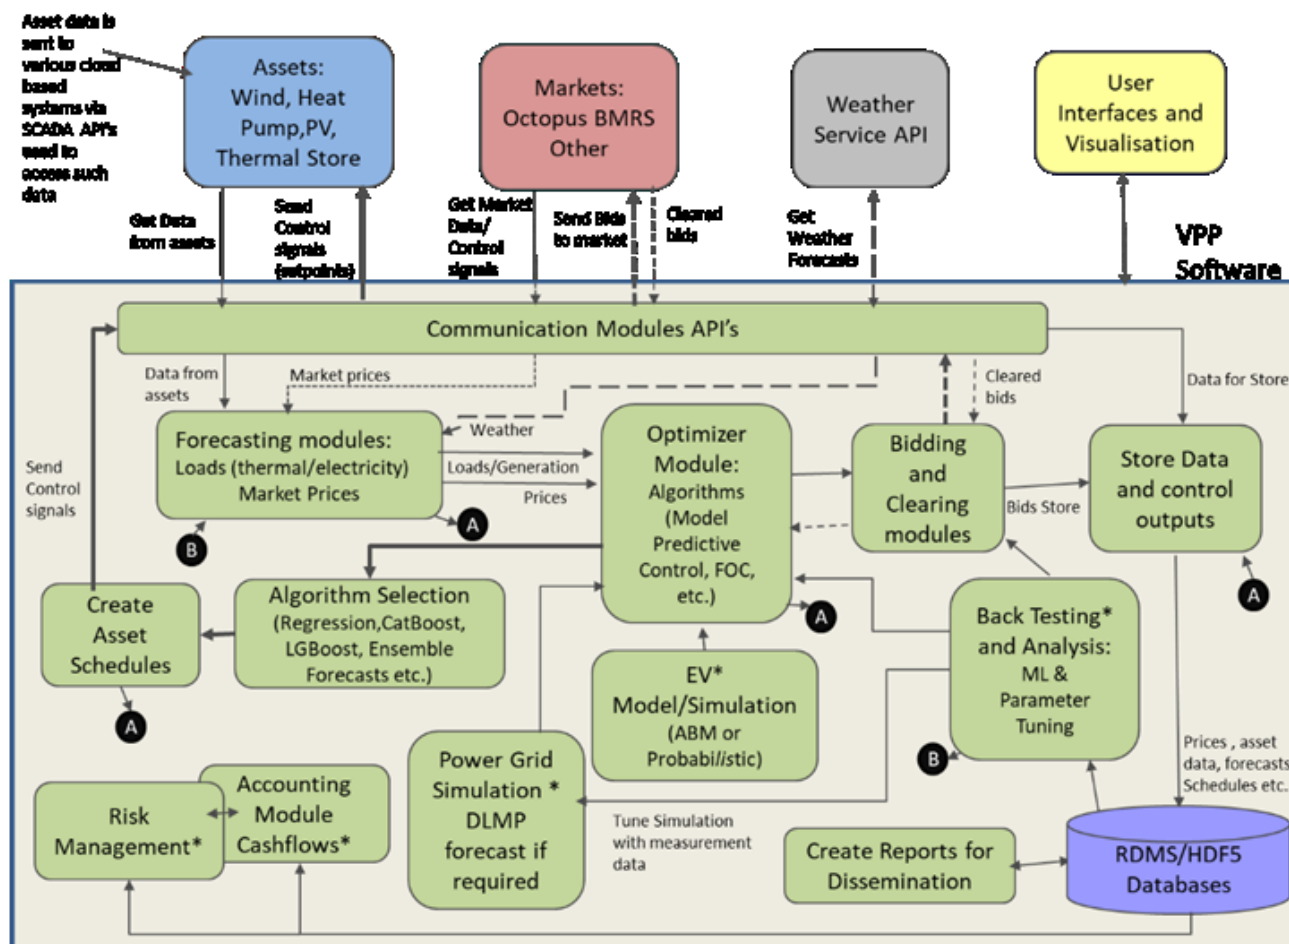 Asset data is
sent to
various cloud
based
systems via
SCADA API's
need to
access such
data
Assets:
Wind, Heat
Pump,PV,
Thermal Store
Markets:
Octopus BMRS
Other
Weather
Service API
User
Interfaces and
Visualisation
Get Data
from assets
Send
Control
signals
(setpoints)
Get Market
Data/
Control
signals
Send Bids
to market
Cleared
bids
Get
Weather
Forecasts
VPP
Software
Communication Modules API's
Data from
assets
Market prices
Weather
Cleared
bids
Data for Store
Forecasting modules:
Loads (thermal/electricity)
Market Prices
Loads/Generation
Prices
Optimizer
Module:
Algorithms
(Model
Predictive
Control, FOC,
etc.)
Bidding
and
Clearing
modules
Bids Store
Store Data
and control
outputs
Send
Control
signals
B
A
A
A
Create
Asset
Schedules
A
Algorithm Selection
(Regression,CatBoost,
LGBoost, Ensemble
Forecasts etc.)
EV*
Model/Simulation
(ABM or
Probabilistic)
Back Testing*
and Analysis:
ML &
Parameter
Tuning
B
Prices , asset
data, forecasts
Schedules etc.
Power Grid
Simulation *
DLMP
forecast if
required
Tune Simulation
with measurement
data
Risk
Management*
Accounting
Module
Cashflows*
Create Reports for
Dissemination
RDMS/HDF5
Databases